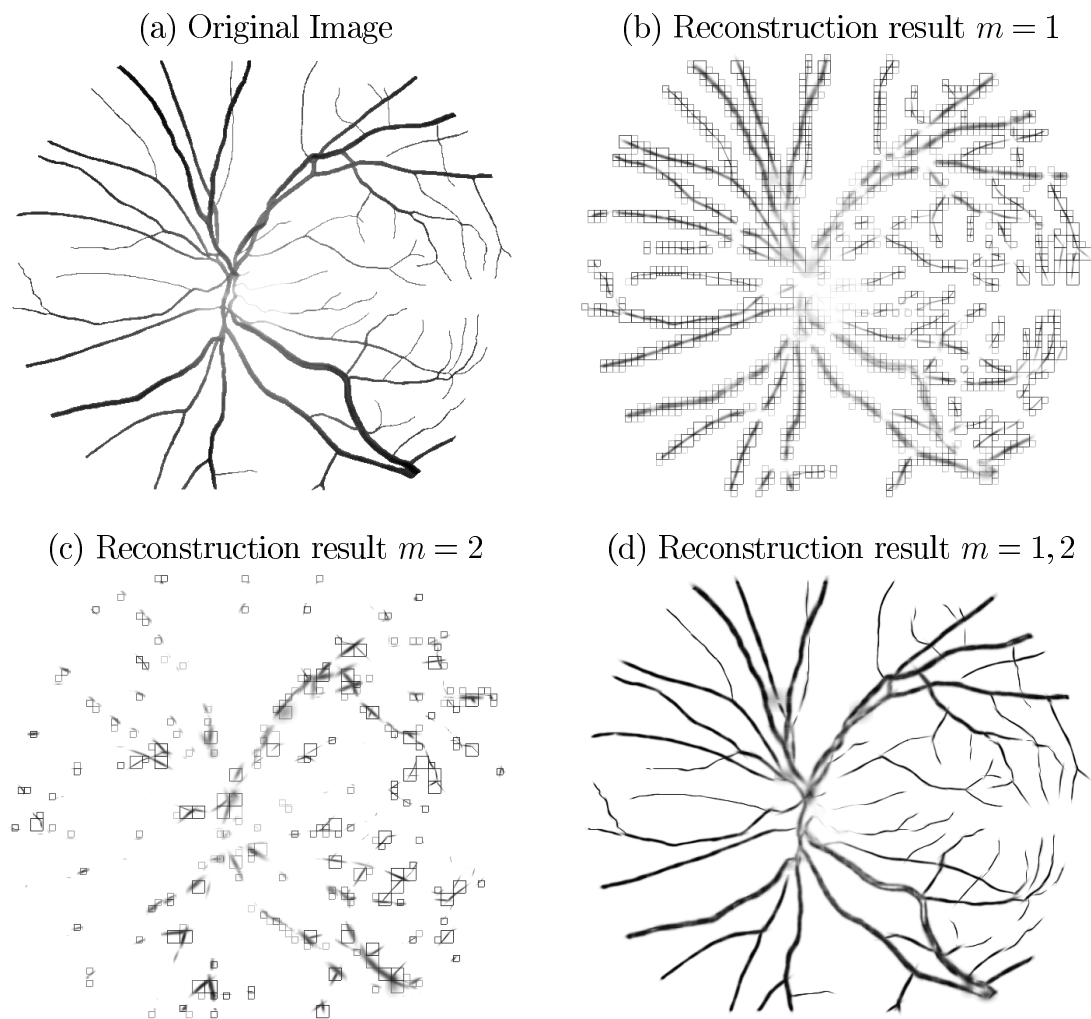 (a) Original Image
(b) Reconstruction result m = 1
(c) Reconstruction result m = 2
(d) Reconstruction result m = 1, 2